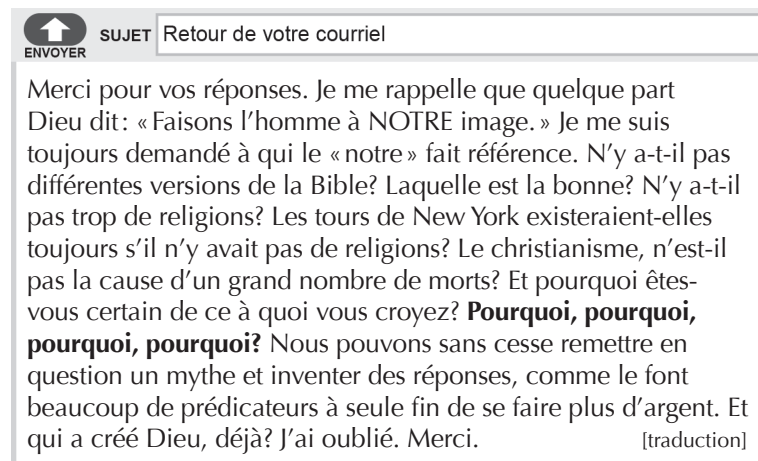 ENVOYER SUJET Retour de votre courriel
Merci pour vos réponses. Je me rappelle que quelque part
Dieu dit: «Faisons l’homme à NOTRE image.» Je me suis
toujours demandé à qui le «notre» fait référence. N’y a-t-il pas
différentes versions de la Bible? Laquelle est la bonne? N’y a-t-il
pas trop de religions? Les tours de New York existeraient-elles
toujours s’il n’y avait pas de religions? Le christianisme, n’est-il
pas la cause d’un grand nombre de morts? Et pourquoi êtes-
vous certain de ce à quoi vous croyez? Pourquoi, pourquoi,
pourquoi, pourquoi? Nous pouvons sans cesse remettre en
question un mythe et inventer des réponses, comme le font
beaucoup de prédicateurs à seule fin de se faire plus d’argent. Et
qui a créé Dieu, déjà? J’ai oublié. Merci. [traduction]